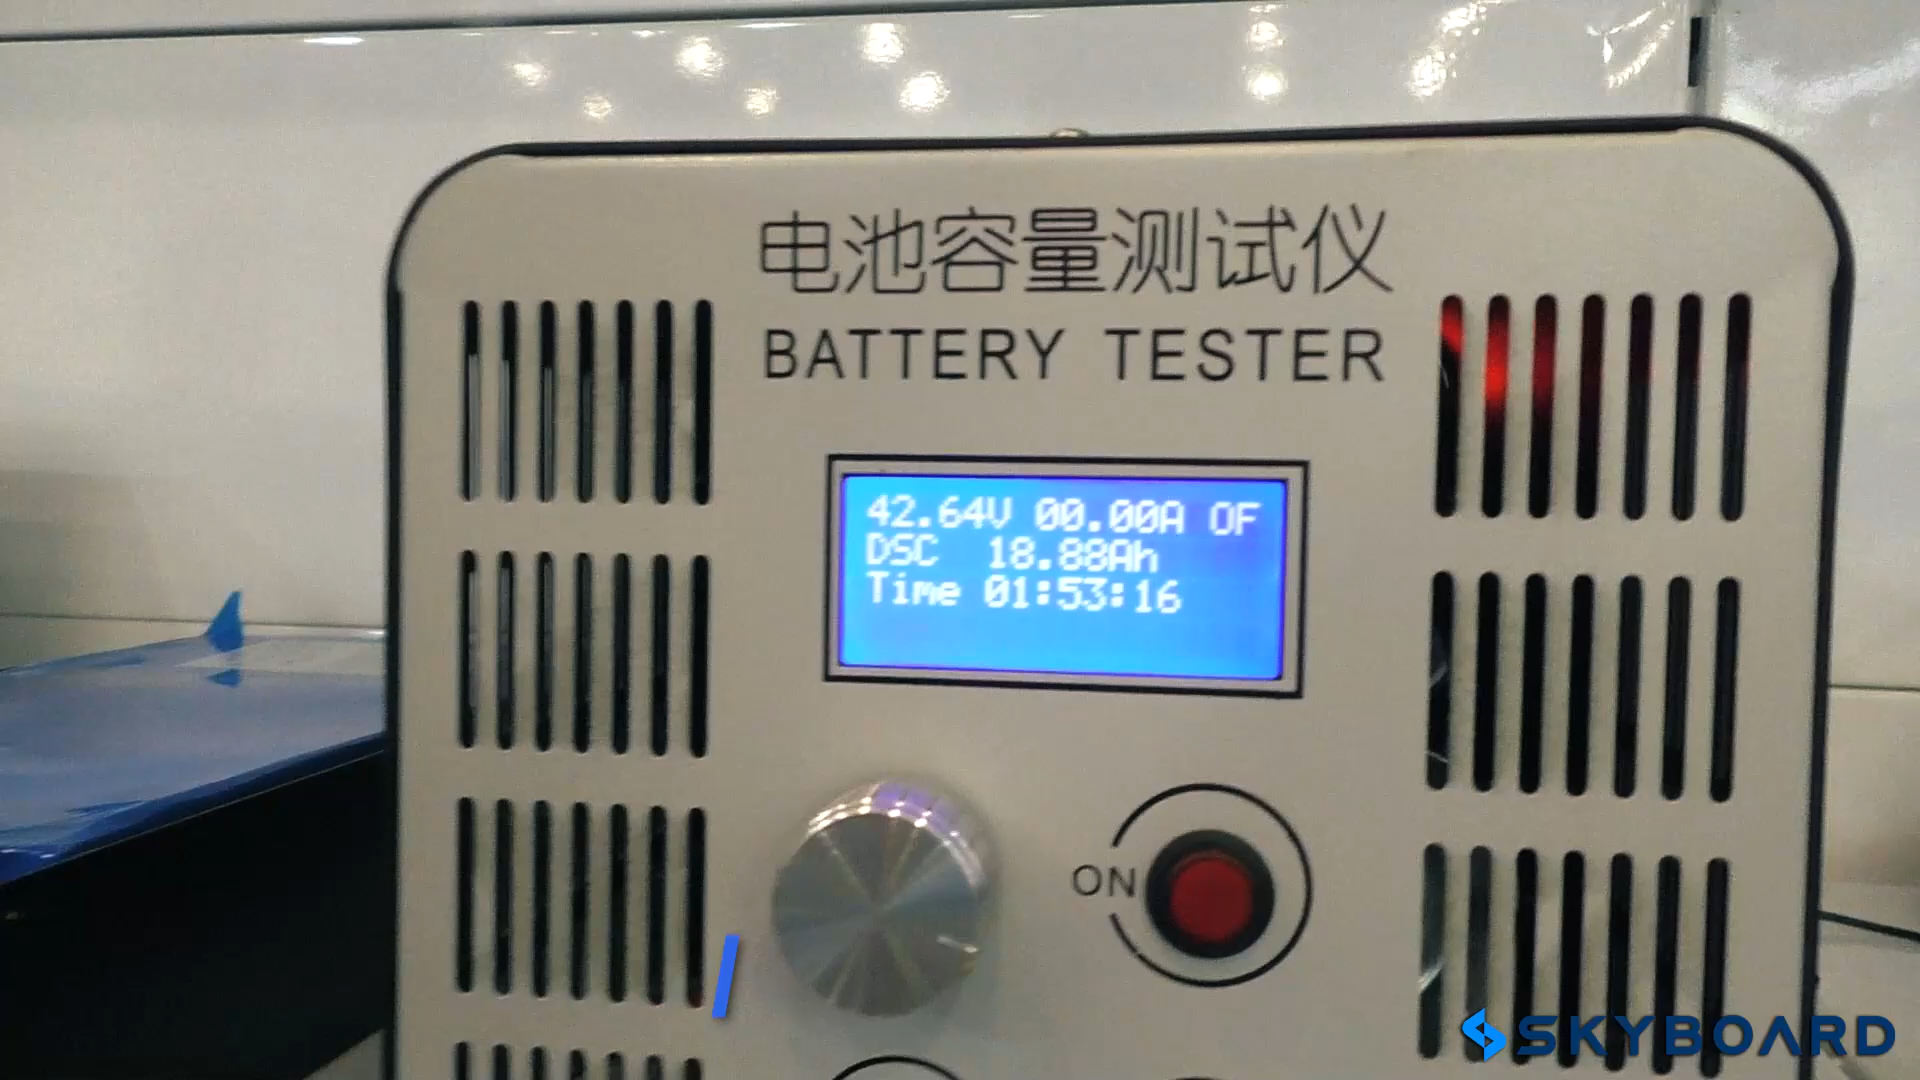 电池容量测试仪
BATTERY TESTER
42.64V 00.00A OF
DSC 18.88Ah
Time 01:53:16
ON
SKYBOARD